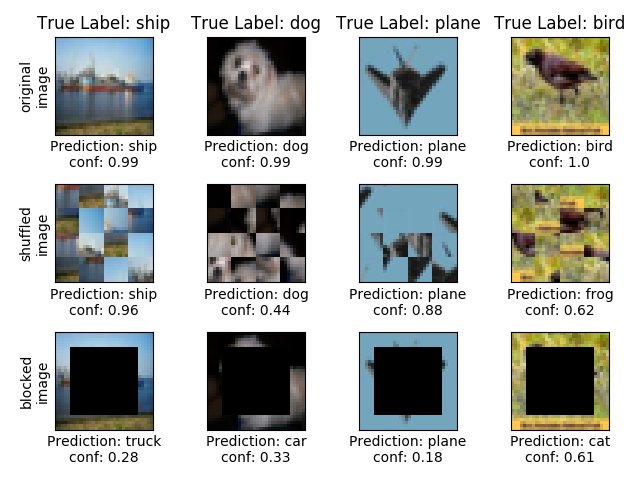 True Label: ship True Label: dog True Label: plane True Label: bird
original
image
Prediction: ship Prediction: dog Prediction: plane Prediction: bird
conf: 0.99 conf: 0.99 conf: 0.99 conf: 1.0
shuffled
image
Prediction: ship Prediction: dog Prediction: plane Prediction: frog
conf: 0.96 conf: 0.44 conf: 0.88 conf: 0.62
blocked
image
Prediction: truck Prediction: car Prediction: plane Prediction: cat
conf: 0.28 conf: 0.33 conf: 0.18 conf: 0.61